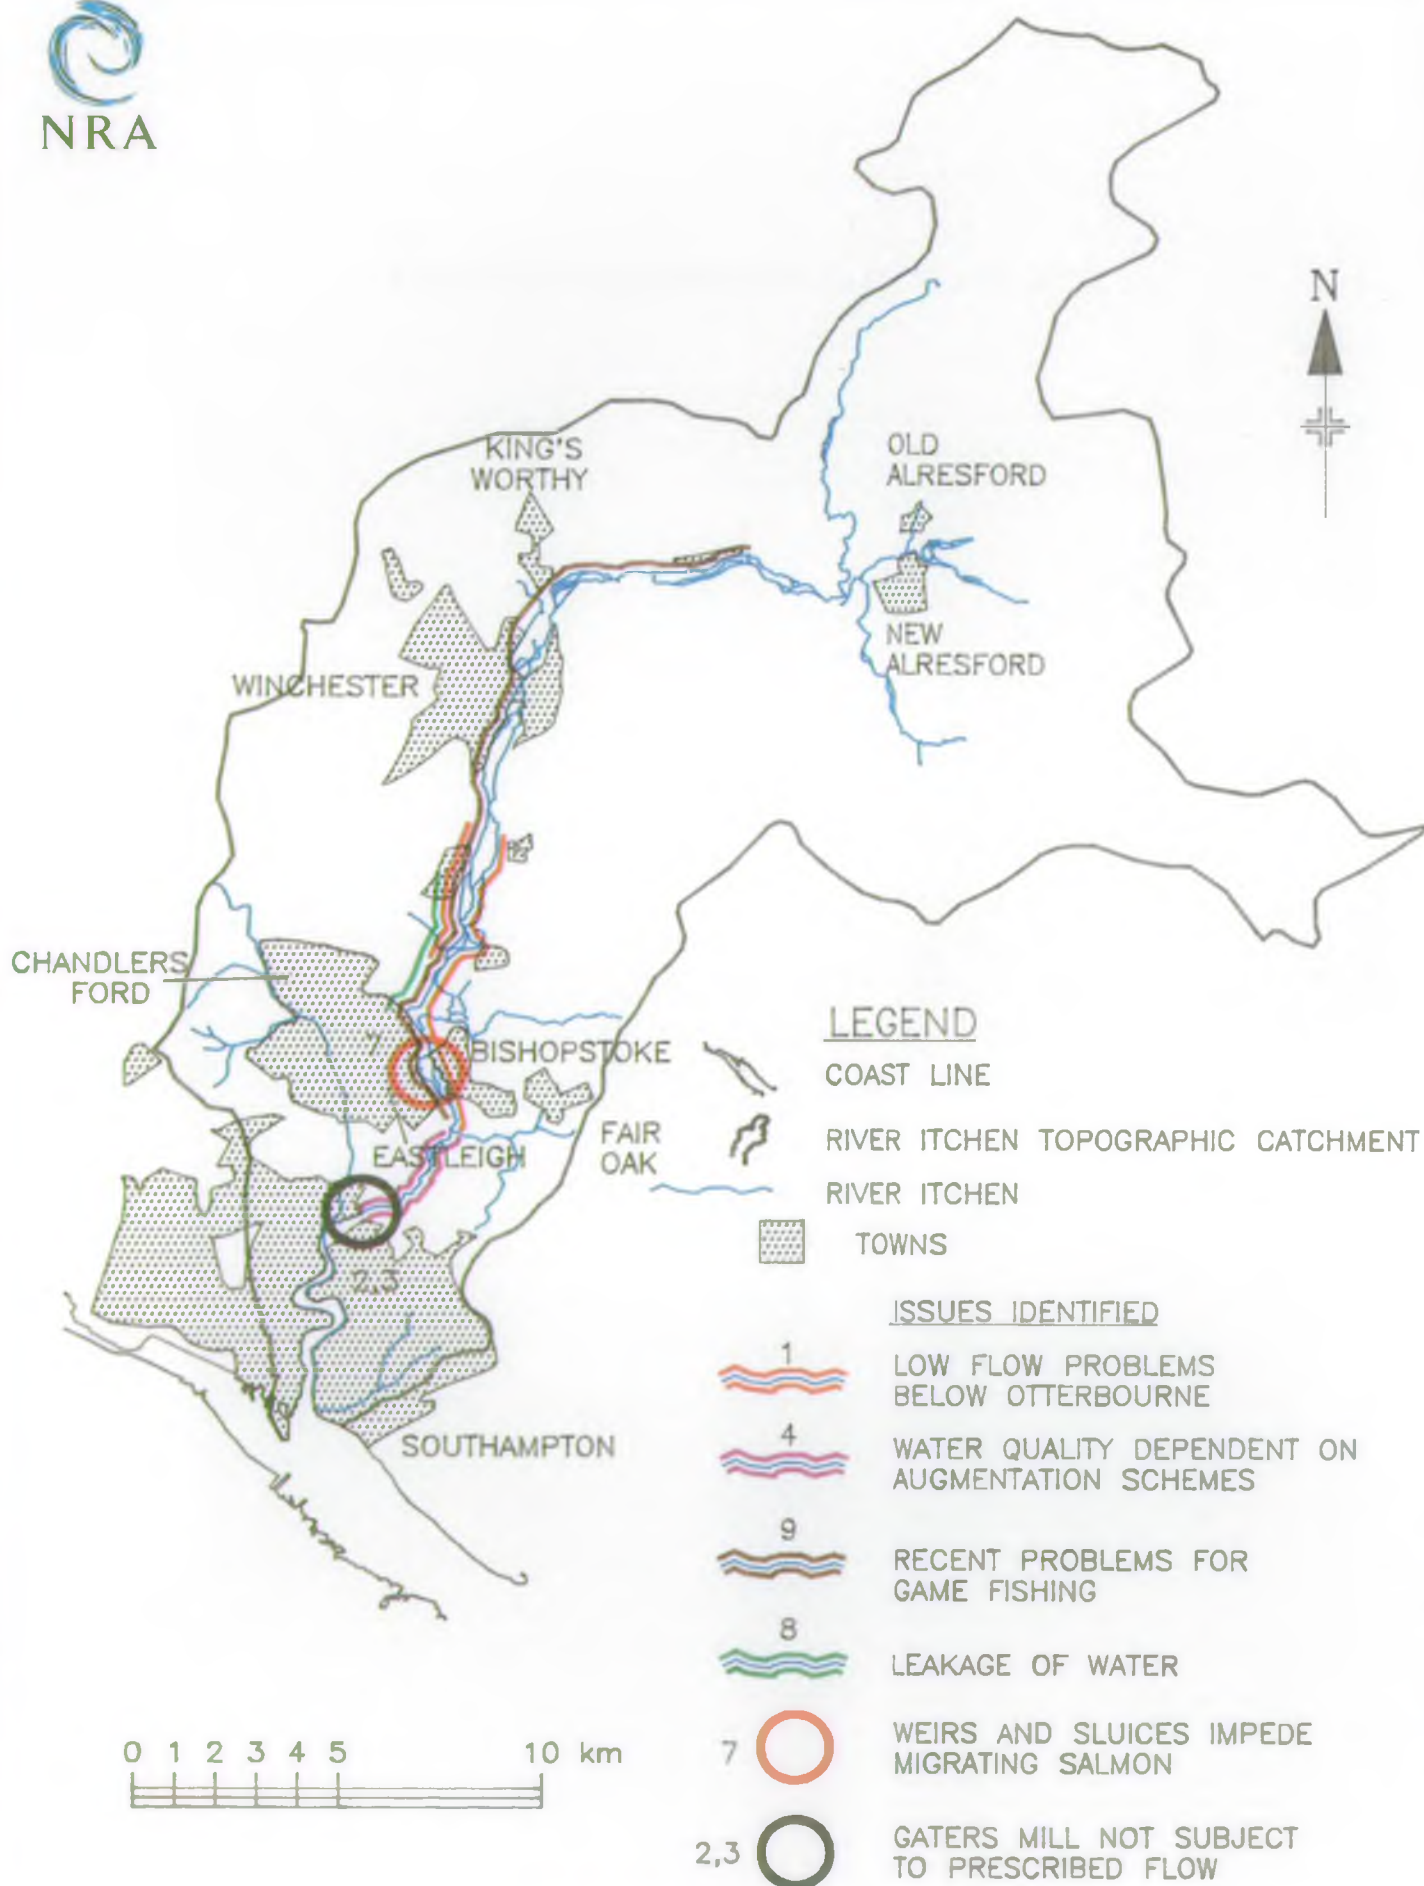 NRA
N
KING'S
WORTHY
OLD
ALRESFORD
NEW
ALRESFORD
WINCHESTER
CHANDLERS
FORD
7
BISHOPSTOKE
FAIR
OAK
EASTLEIGH
2,3
SOUTHAMPTON
LEGEND
COAST LINE
RIVER ITCHEN TOPOGRAPHIC CATCHMENT
RIVER ITCHEN
TOWNS
ISSUES IDENTIFIED
1
LOW FLOW PROBLEMS
BELOW OTTERBOURNE
4
WATER QUALITY DEPENDENT ON
AUGMENTATION SCHEMES
9
RECENT PROBLEMS FOR
GAME FISHING
8
LEAKAGE OF WATER
7
WEIRS AND SLUICES IMPEDE
MIGRATING SALMON
2,3
GATERS MILL NOT SUBJECT
TO PRESCRIBED FLOW
0 1 2 3 4 5 10 km